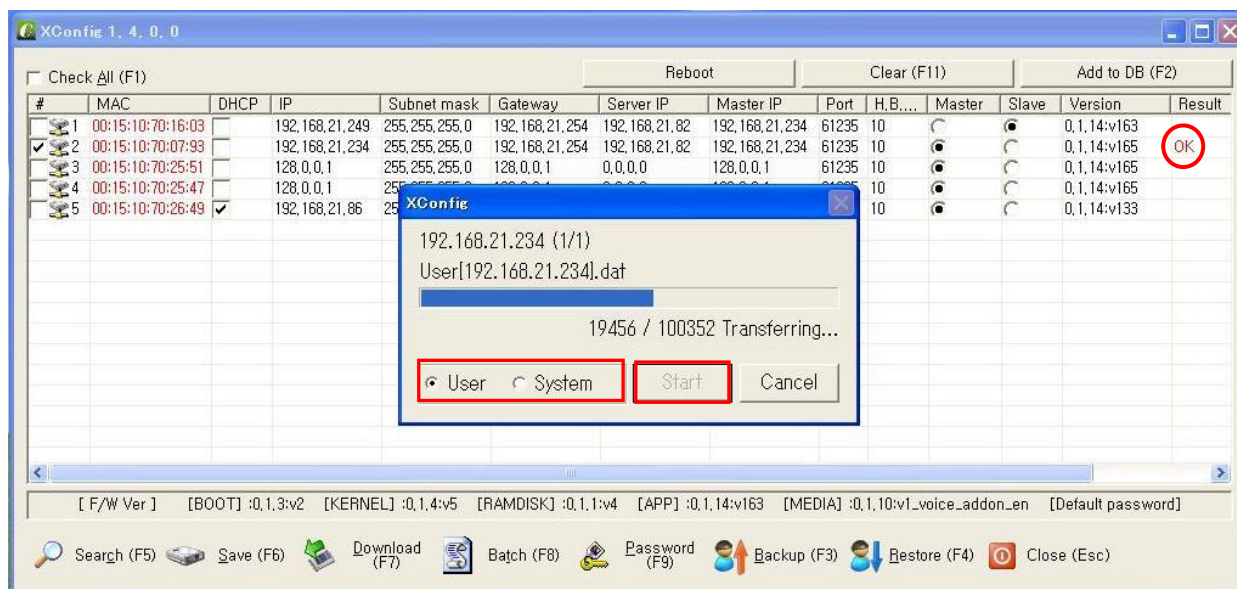 XConfig 1, 4, 0, 0
Check All (F1) Reboot Clear (F11) Add to DB (F2)
# MAC DHCP IP Subnet mask Gateway Server IP Master IP Port H,B,... Master Slave Version Result
1 00:15:10:70:16:03 192,168,21,249 255,255,255,0 192,168,21,254 192,168,21,82 192,168,21,234 61235 10 0,1,14:v163
2 00:15:10:70:07:93 192,168,21,234 255,255,255,0 192,168,21,254 192,168,21,82 192,168,21,234 61235 10 0,1,14:v165 OK
3 00:15:10:70:25:51 128,0,0,1 255,255,255,0 128,0,0,1 0,0,0,0 128,0,0,1 61235 10 0,1,14:v165
4 00:15:10:70:25:47 128,0,0,1 10 0,1,14:v165
5 00:15:10:70:26:49 192,168,21,86 25 10 0,1,14:v133
XConfig
192.168.21.234 (1/1)
User[192.168.21.234].dat
19456 / 100352 Transferring...
User System Start Cancel
[ F/W Ver ] [BOOT] :0,1,3:v2 [KERNEL] :0,1,4:v5 [RAMDISK] :0,1,1:v4 [APP] :0,1,14:v163 [MEDIA] :0,1,10:v1_voice_addon_en [Default password]
Search (F5) Save (F6) Download (F7) Batch (F8) Password (F9) Backup (F3) Restore (F4) Close (Esc)